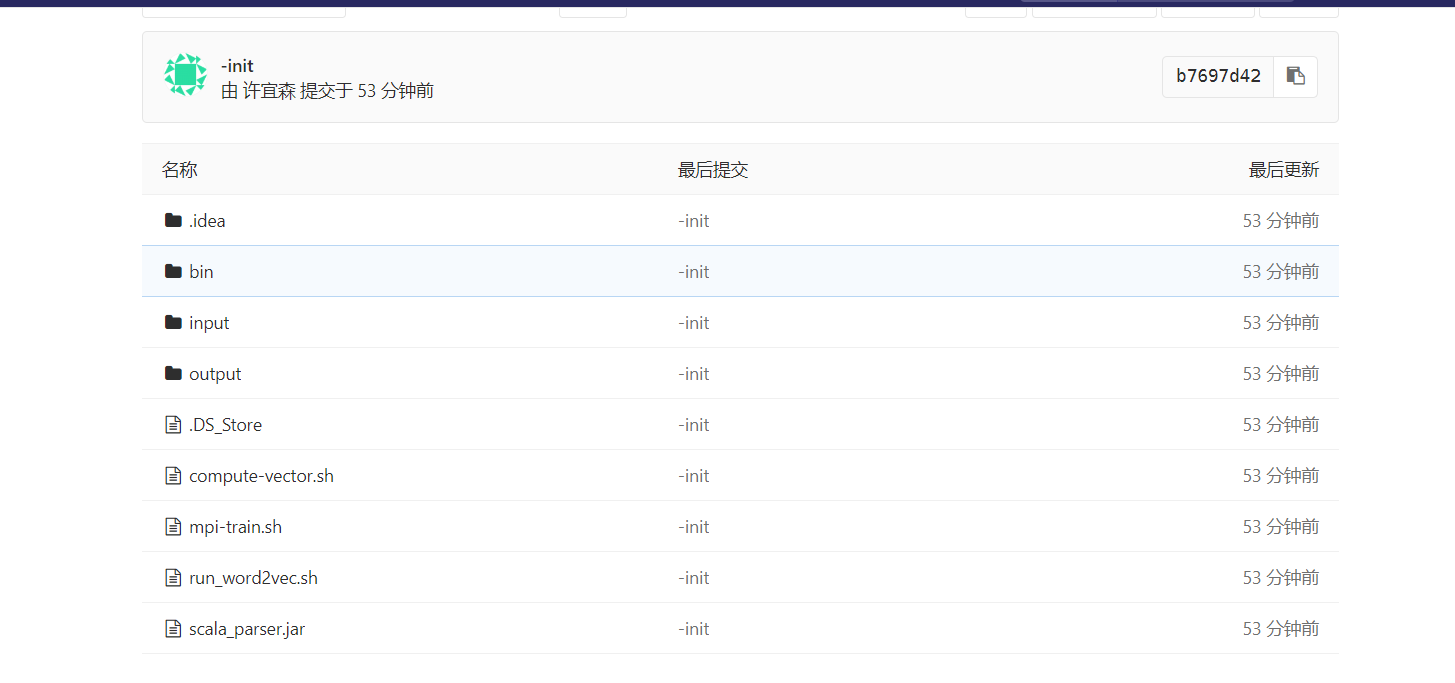 -init
由 许宜森 提交于 53 分钟前
b7697d42
名称 最后提交 最后更新
.idea -init 53 分钟前
bin -init 53 分钟前
input -init 53 分钟前
output -init 53 分钟前
.DS_Store -init 53 分钟前
compute-vector.sh -init 53 分钟前
mpi-train.sh -init 53 分钟前
run_word2vec.sh -init 53 分钟前
scala_parser.jar -init 53 分钟前